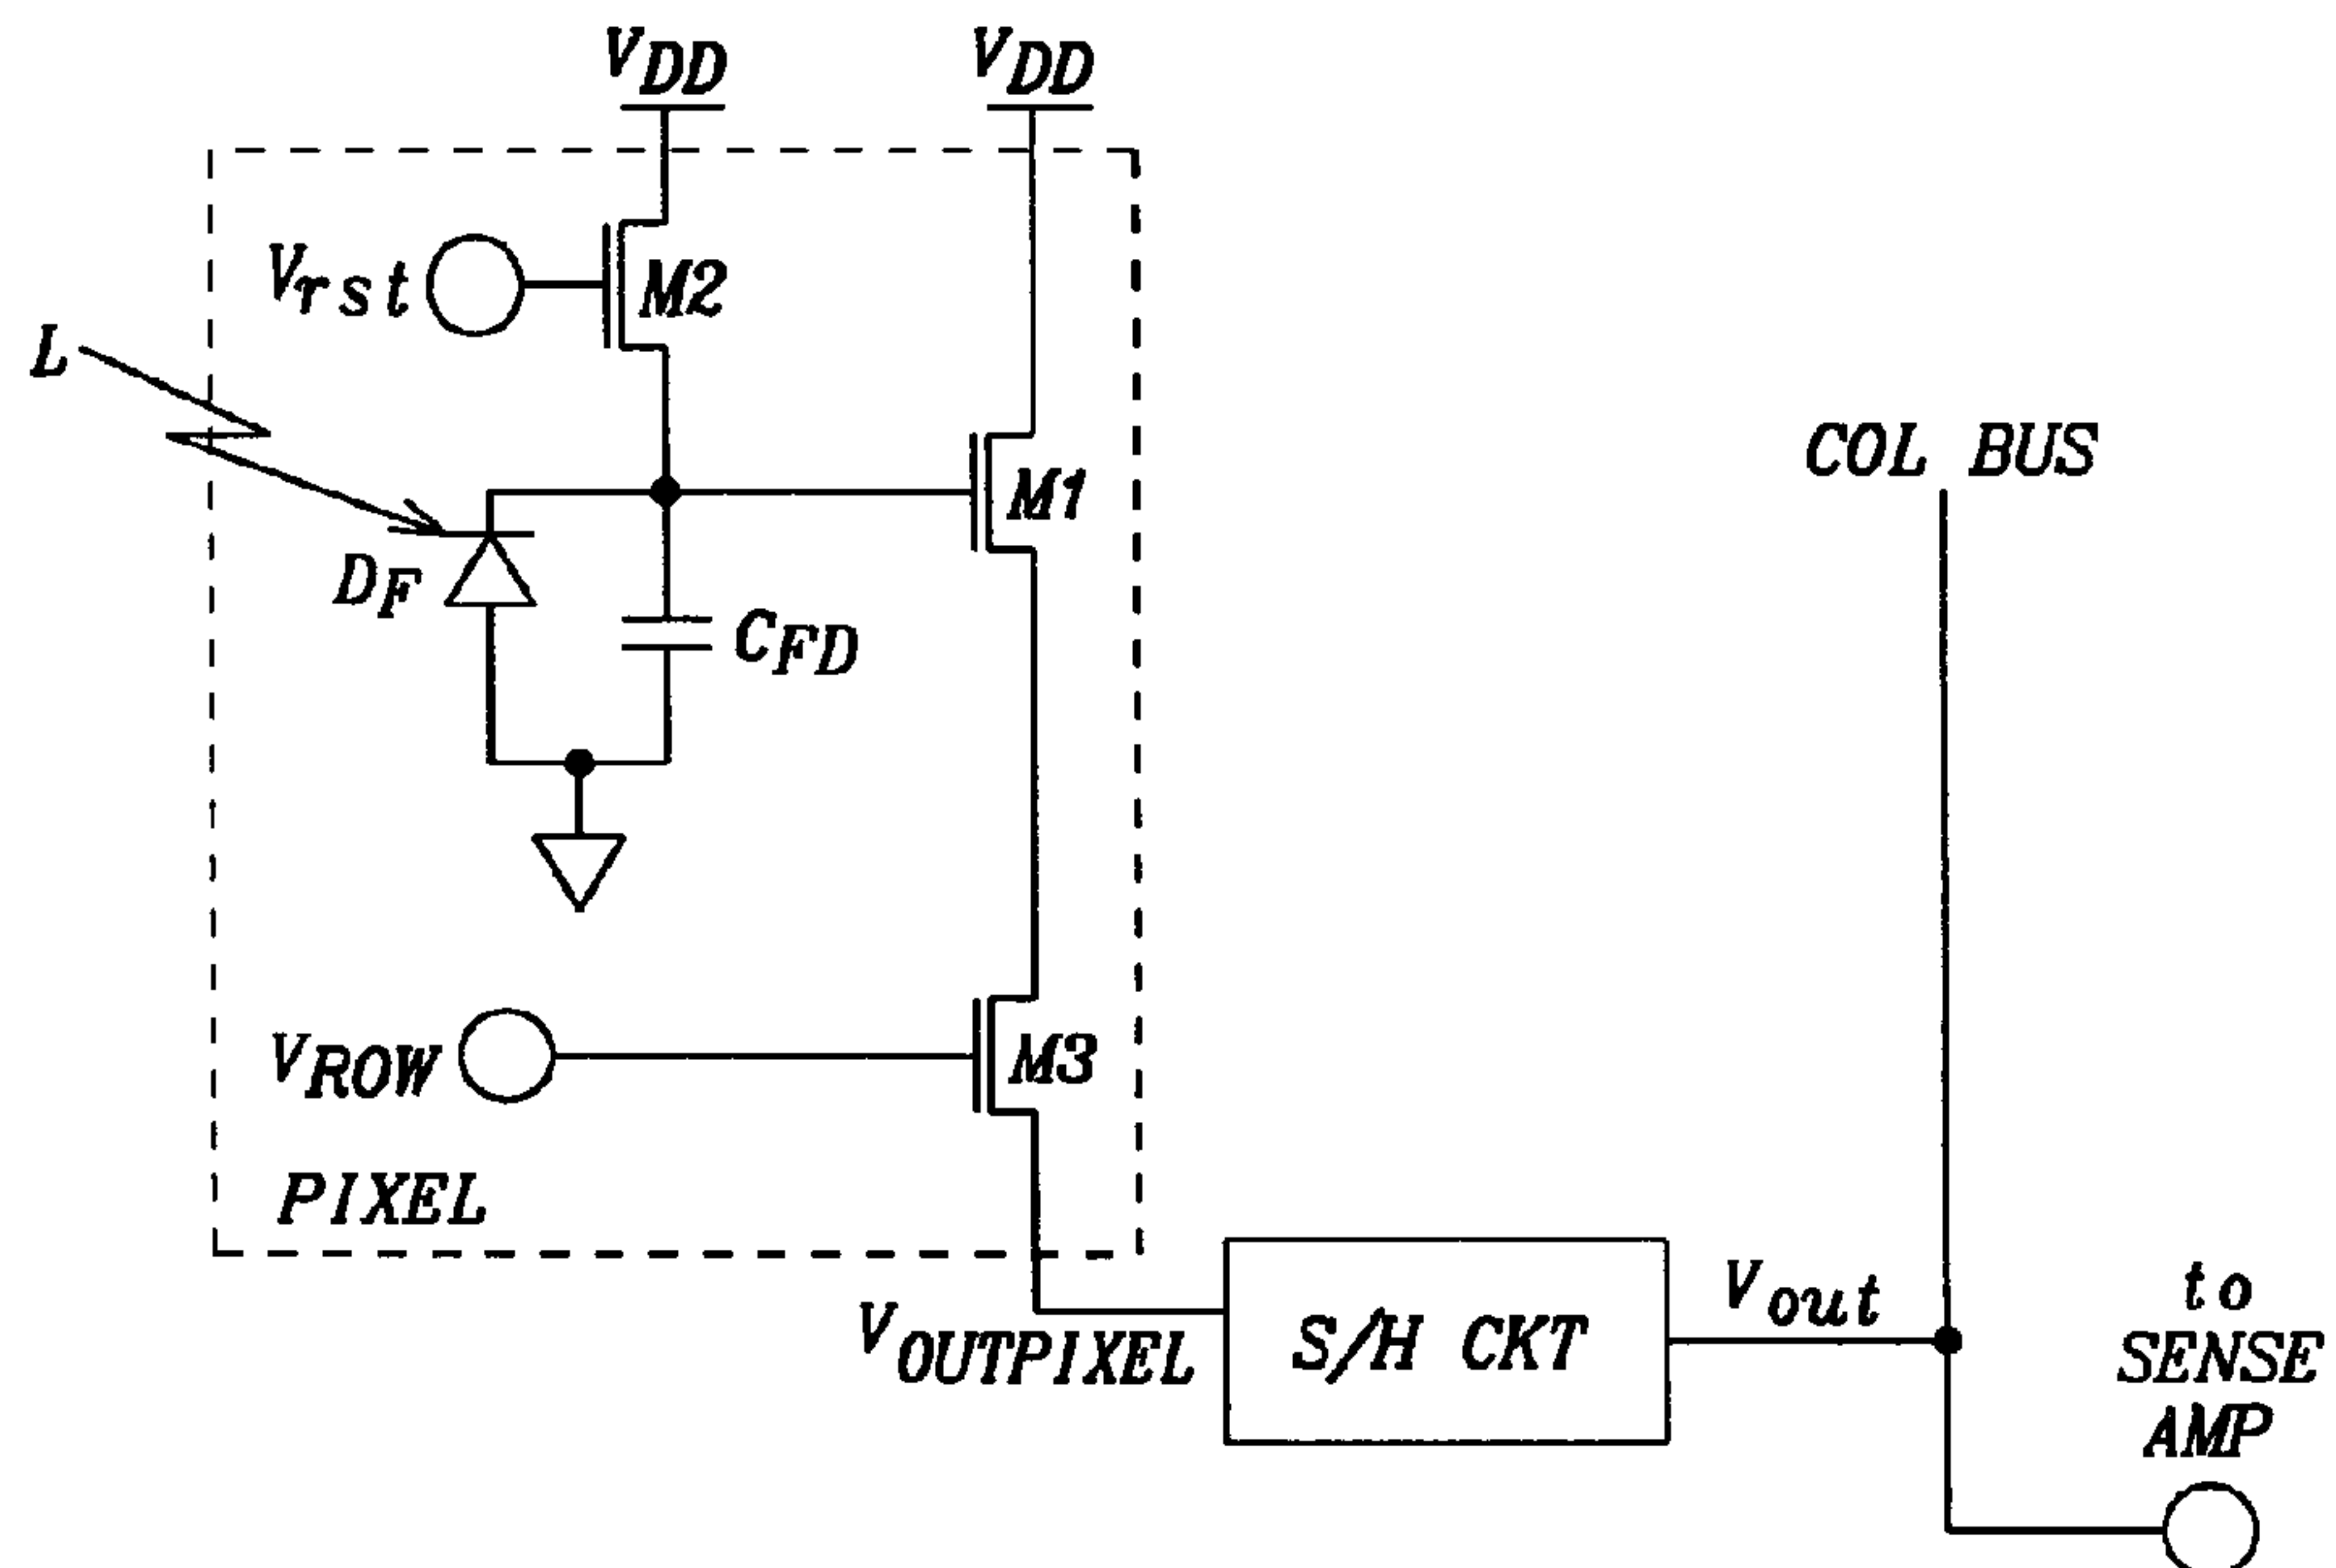 VDD VDD
Vrst
M2
L
M1
COL BUS
DF
CFD
VROW
M3
PIXEL
VOUTPIXEL
S/H CKT
Vout
to
SENSE
AMP